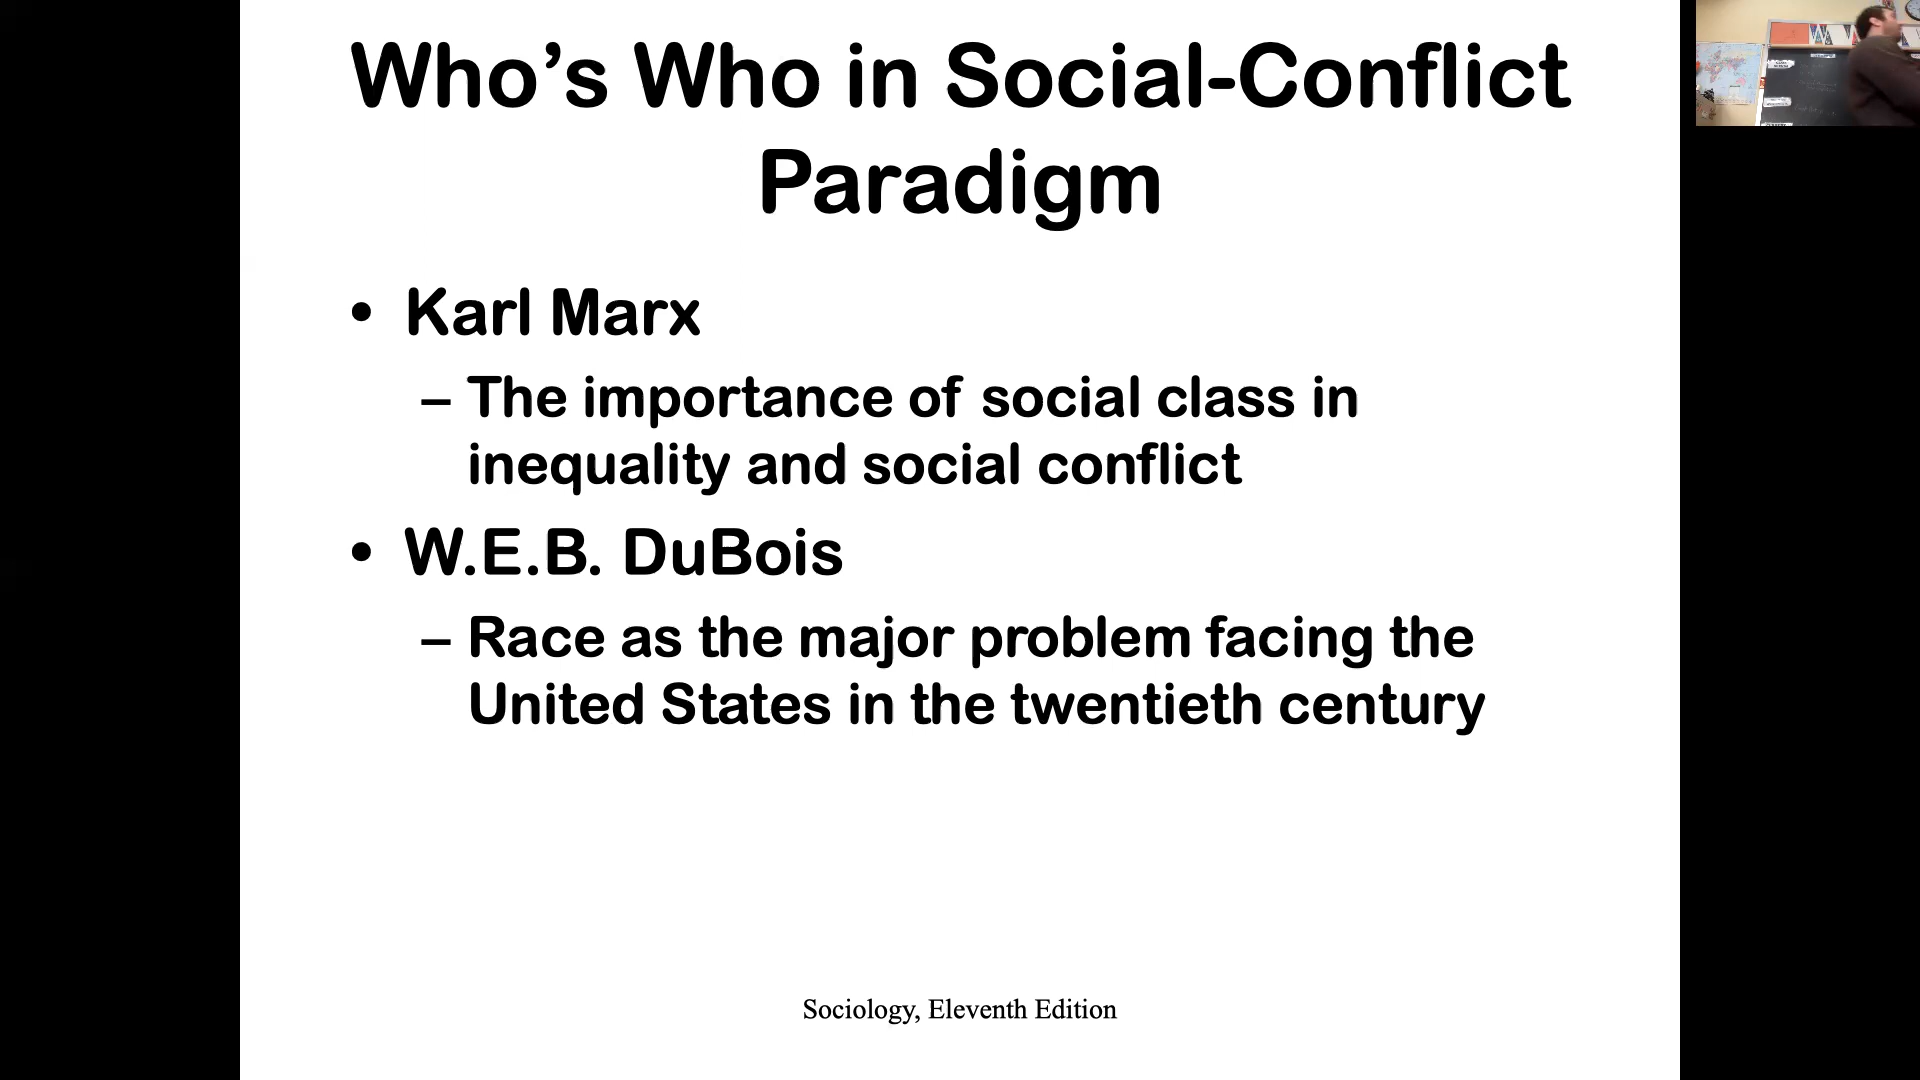 Who’s Who in Social-Conflict
Paradigm
• Karl Marx
– The importance of social class in
inequality and social conflict
• W.E.B. DuBois
– Race as the major problem facing the
United States in the twentieth century
Sociology, Eleventh Edition